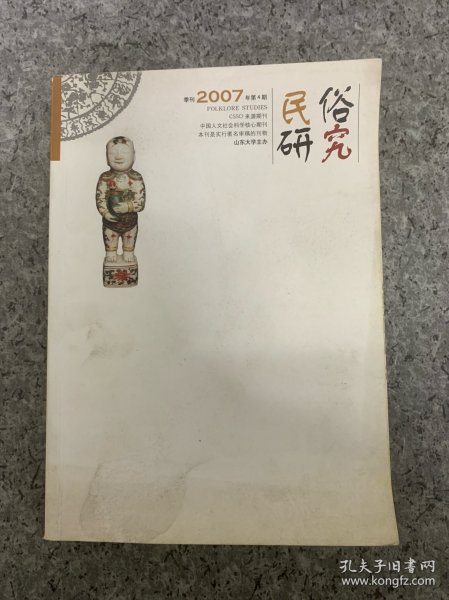 季刊 2007 年第4期
FOLKLORE STUDIES
CSSCI 来源期刊
中国人文社会科学核心期刊
本刊是实行匿名审稿的刊物
山东大学主办
民俗
研究
孔夫子旧书网
www.kongfz.com